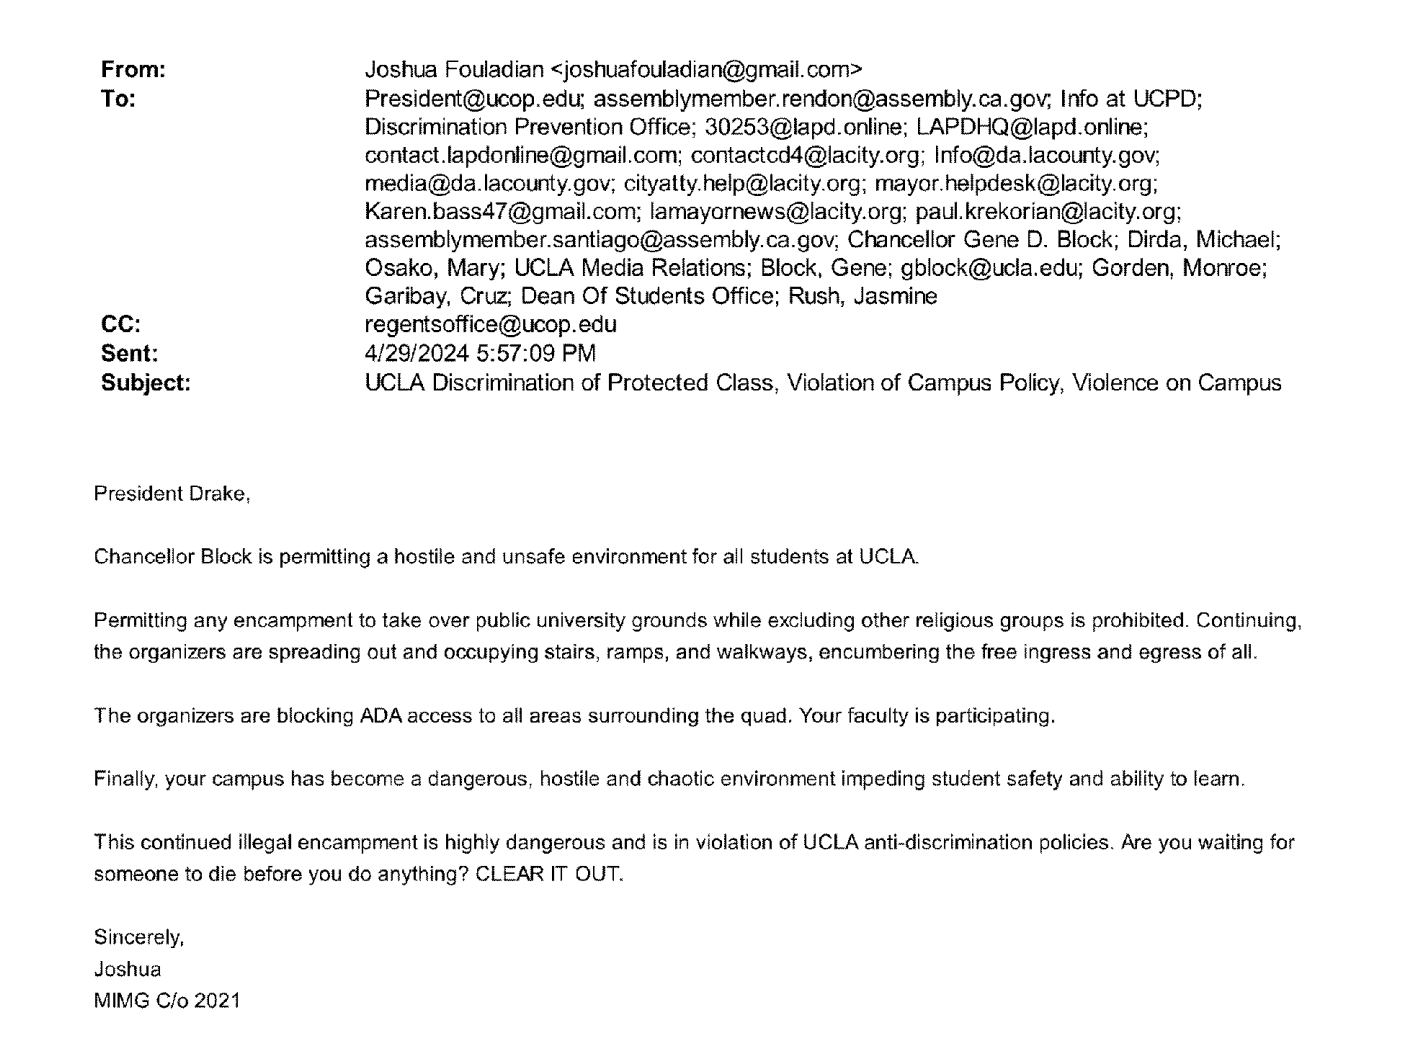 From: Joshua Fouladian <joshuafouladian@gmail.com>
To: President@ucop.edu; assemblymember.rendon@assembly.ca.gov; Info at UCPD;
Discrimination Prevention Office; 30253@lapd.online; LAPDHQ@lapd.online;
contact.lapdonline@gmail.com; contactcd4@lacity.org; Info@da.lacounty.gov;
media@da.lacounty.gov; cityatty.help@lacity.org; mayor.helpdesk@lacity.org;
Karen.bass47@gmail.com; lamayornews@lacity.org; paul.krekorian@lacity.org;
assemblymember.santiago@assembly.ca.gov; Chancellor Gene D. Block; Dirda, Michael;
Osako, Mary; UCLA Media Relations; Block, Gene; gblock@ucla.edu; Gorden, Monroe;
Garibay, Cruz; Dean Of Students Office; Rush, Jasmine
CC: regentsoffice@ucop.edu
Sent: 4/29/2024 5:57:09 PM
Subject: UCLA Discrimination of Protected Class, Violation of Campus Policy, Violence on Campus
President Drake,
Chancellor Block is permitting a hostile and unsafe environment for all students at UCLA.
Permitting any encampment to take over public university grounds while excluding other religious groups is prohibited. Continuing,
the organizers are spreading out and occupying stairs, ramps, and walkways, encumbering the free ingress and egress of all.
The organizers are blocking ADA access to all areas surrounding the quad. Your faculty is participating.
Finally, your campus has become a dangerous, hostile and chaotic environment impeding student safety and ability to learn.
This continued illegal encampment is highly dangerous and is in violation of UCLA anti-discrimination policies. Are you waiting for
someone to die before you do anything? CLEAR IT OUT.
Sincerely,
Joshua
MIMG C/o 2021